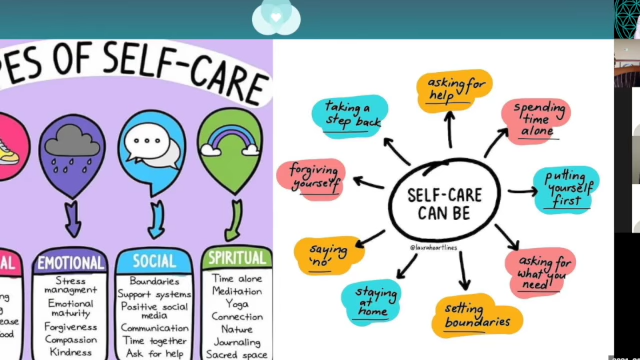 PES OF SELF-CARE
EMOTIONAL
Stress
managment
Emotional
maturity
Forgiveness
Compassion
Kindness
SOCIAL
Boundaries
Support systems
Positive social
media
Communication
Time together
Ask for help
SPIRITUAL
Time alone
Meditation
Yoga
Connection
Nature
Journaling
Sacred space
SELF-CARE
CAN BE
@lauraheartlines
asking for
help
spending
time
alone
putting
yourself
first
asking for
what you
need
setting
boundaries
staying
at
home
saying
'no'
forgiving
yourself
taking a
step back